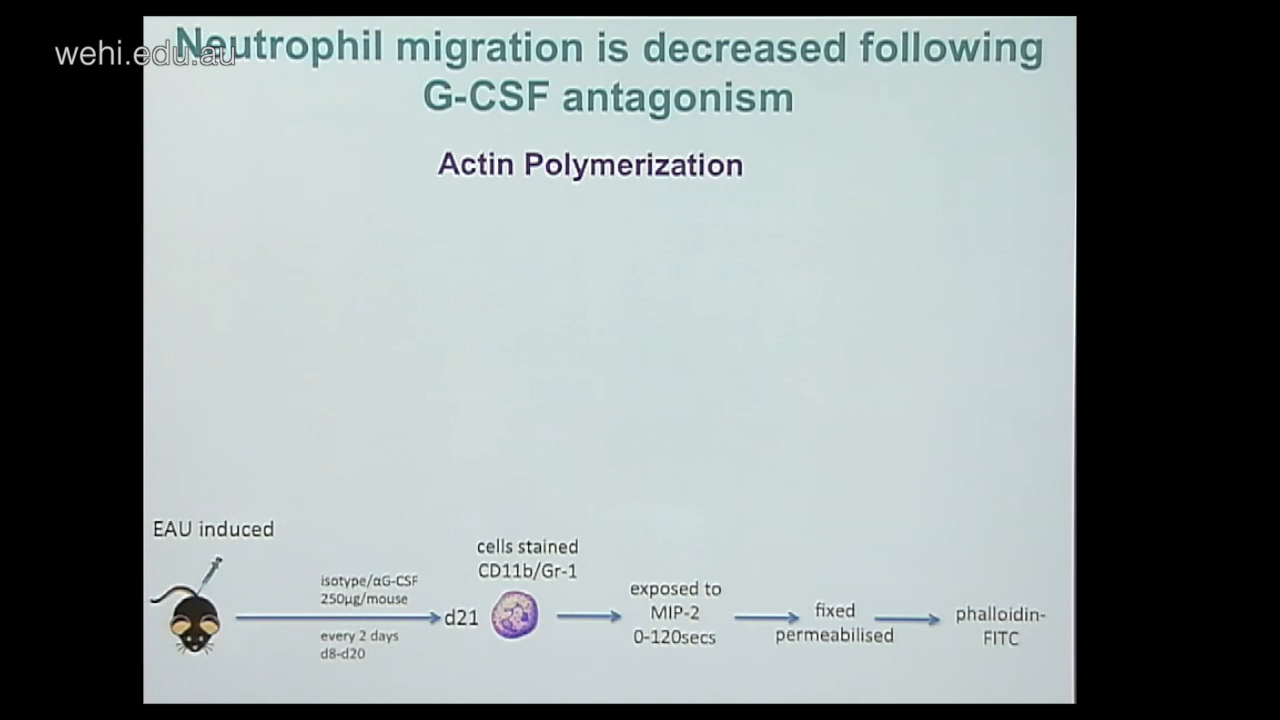 wehi.edu.au
Neutrophil migration is decreased following
G-CSF antagonism
Actin Polymerization
EAU induced
isotype/αG-CSF
250µg/mouse
every 2 days
d8-d20
d21
cells stained
CD11b/Gr-1
exposed to
MIP-2
0-120secs
fixed
permeabilised
phalloidin-
FITC